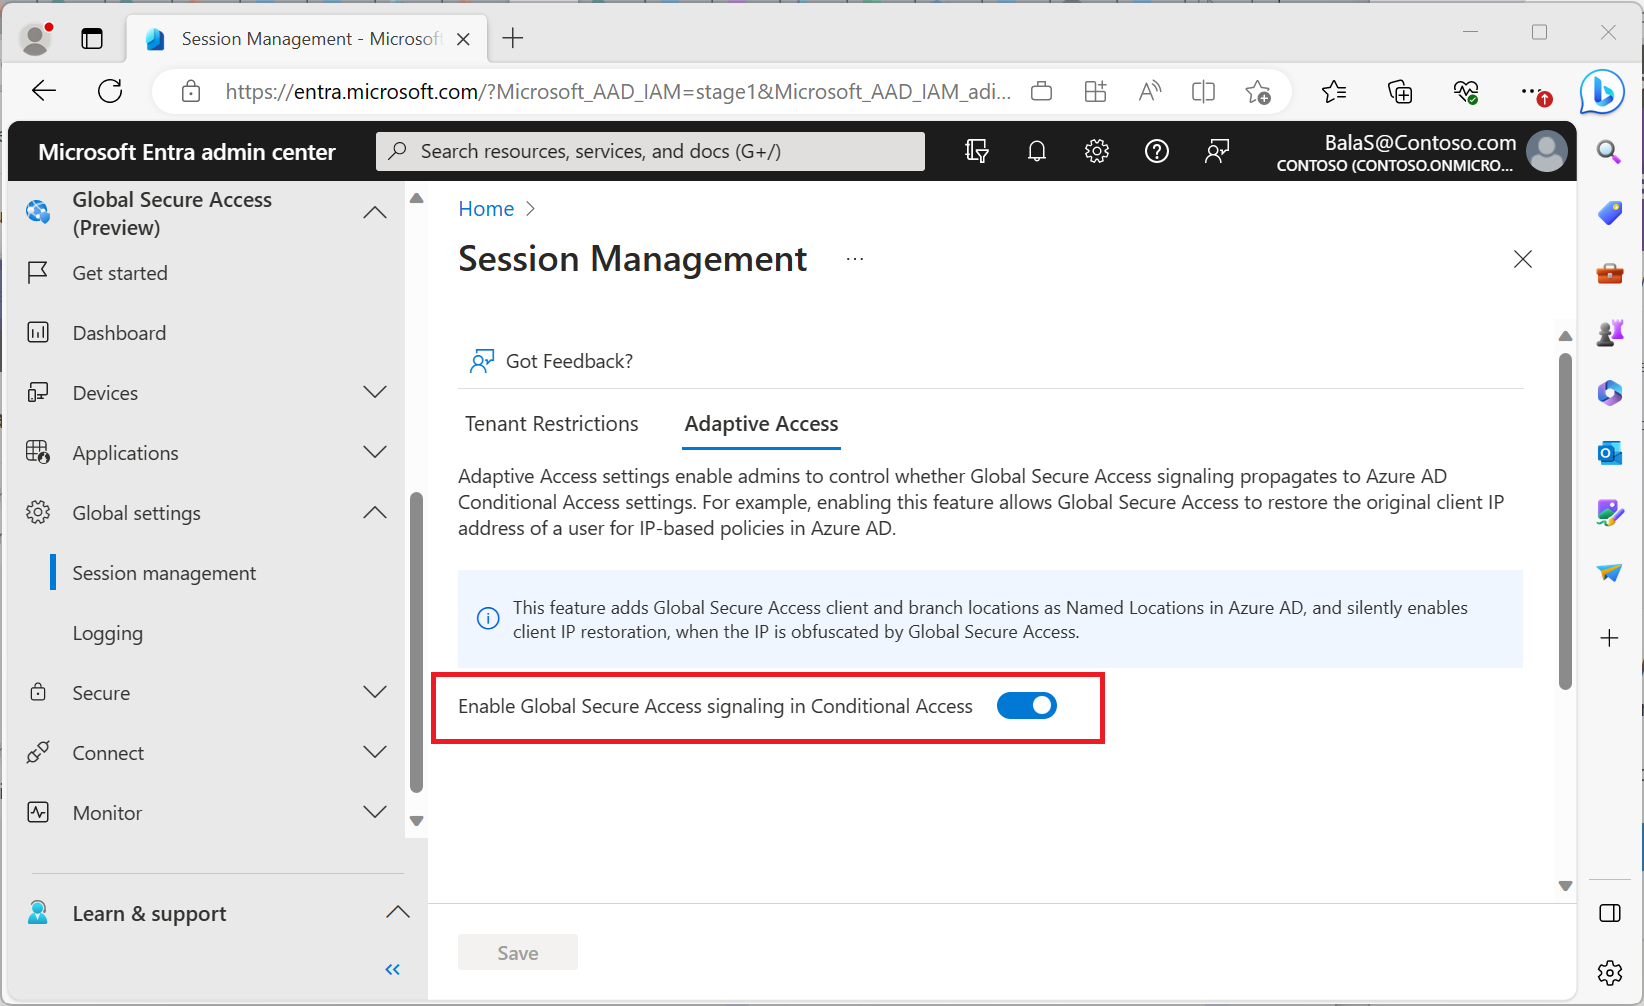 Session Management - Microsof
https://entra.microsoft.com/?Microsoft_AAD_IAM=stage1&Microsoft_AAD_IAM_adi...
Microsoft Entra admin center
Search resources, services, and docs (G+/)
BalaS@Contoso.com
CONTOSO (CONTOSO.ONMICRO...
Global Secure Access
(Preview)
Get started
Dashboard
Devices
Applications
Global settings
Session management
Logging
Secure
Connect
Monitor
Learn & support
Home
Session Management
Got Feedback?
Tenant Restrictions
Adaptive Access
Adaptive Access settings enable admins to control whether Global Secure Access signaling propagates to Azure AD
Conditional Access settings. For example, enabling this feature allows Global Secure Access to restore the original client IP
address of a user for IP-based policies in Azure AD.
This feature adds Global Secure Access client and branch locations as Named Locations in Azure AD, and silently enables
client IP restoration, when the IP is obfuscated by Global Secure Access.
Enable Global Secure Access signaling in Conditional Access
Save